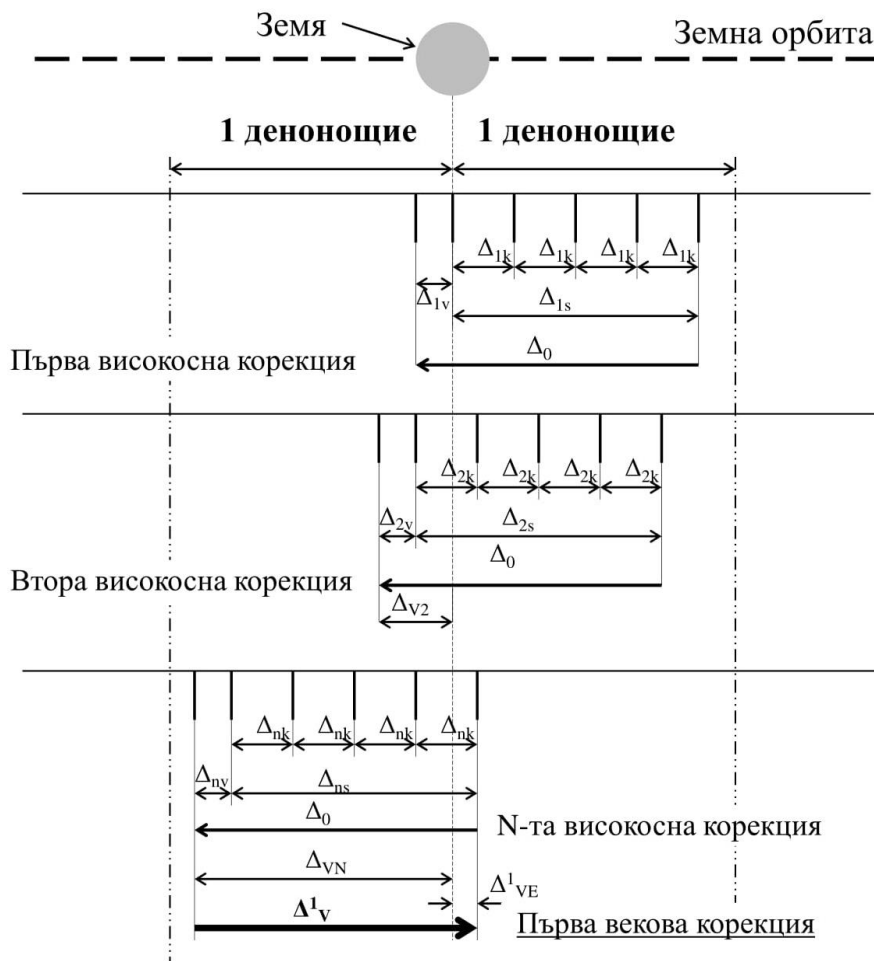 Земя
Земна орбита
1 денонощие 1 денонощие
Δ1k Δ1k Δ1k Δ1k
Δ1v Δ1s
Δ0
Първа високосна корекция
Δ2k Δ2k Δ2k Δ2k
Δ2v Δ2s
Δ0
Втора високосна корекция
ΔV2
Δnk Δnk Δnk Δnk
Δnv Δns
Δ0
N-та високосна корекция
ΔVN
Δ¹VE
Δ¹V
Първа векова корекция